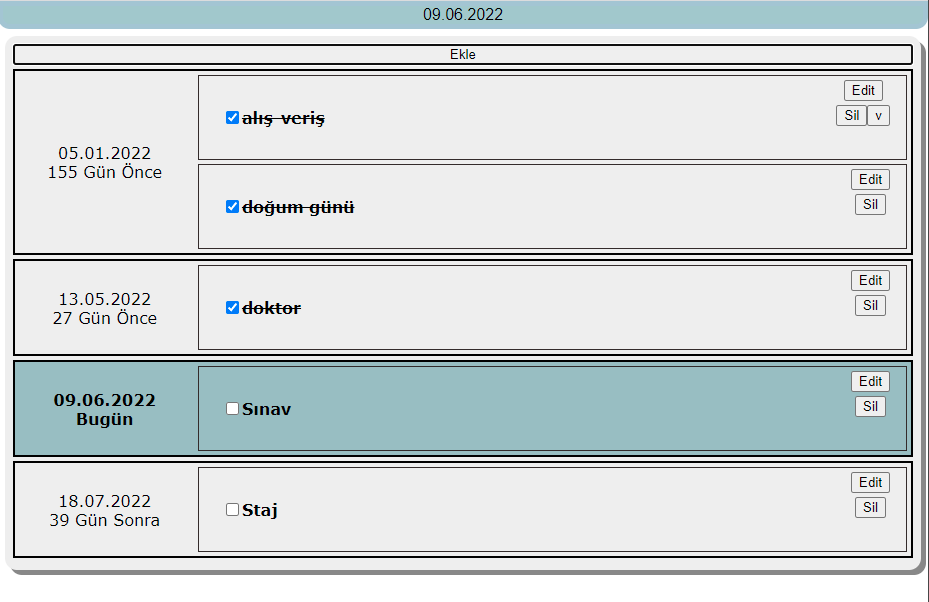 09.06.2022
Ekle
05.01.2022
155 Gün Önce
alış veriş
Edit
Sil v
doğum günü
Edit
Sil
13.05.2022
27 Gün Önce
doktor
Edit
Sil
09.06.2022
Bugün
Sınav
Edit
Sil
18.07.2022
39 Gün Sonra
Staj
Edit
Sil